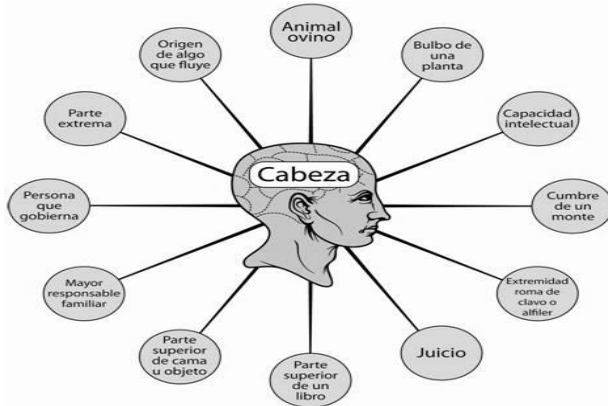 Animal
ovino
Bulbo de
una
planta
Capacidad
intelectual
Cumbre
de un
monte
Extremidad
roma de
clavo o
alfiler
Juicio
Parte
superior
de un
libro
Parte
superior
de cama
u objeto
Mayor
responsable
familiar
Persona
que
gobierna
Parte
extrema
Origen
de algo
que fluye
Cabeza